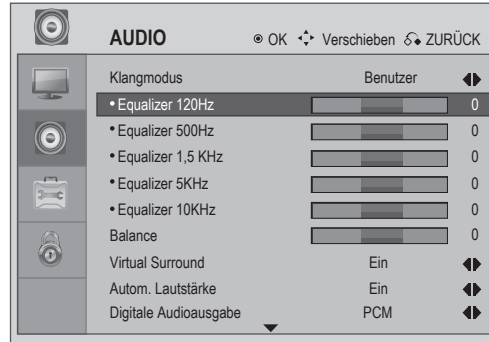 AUDIO OK Verschieben ZURÜCK
Klangmodus Benutzer
• Equalizer 120Hz 0
• Equalizer 500Hz 0
• Equalizer 1,5 KHz 0
• Equalizer 5KHz 0
• Equalizer 10KHz 0
Balance 0
Virtual Surround Ein
Autom. Lautstärke Ein
Digitale Audioausgabe PCM